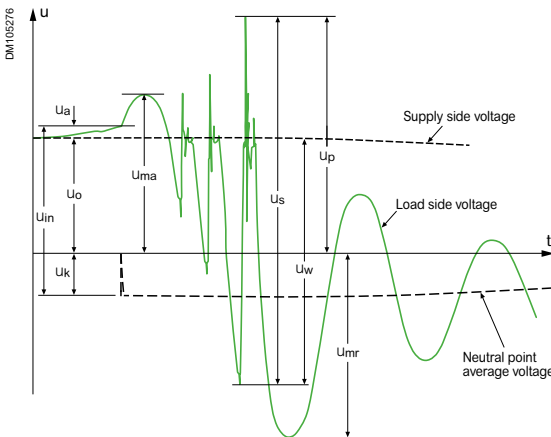 DM105276
u
Supply side voltage
ua
up
uo
uma
us
Load side voltage
uin
t
uk
uw
umr
Neutral point
average voltage